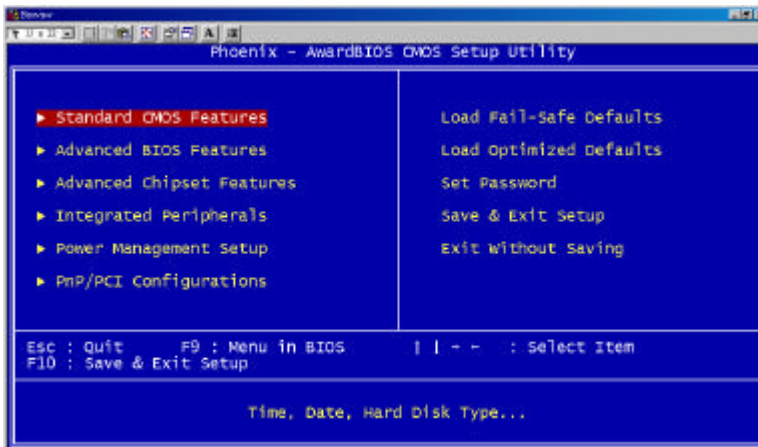 Phoenix - AwardBIOS CMOS Setup Utility
Standard CMOS Features
Advanced BIOS Features
Advanced Chipset Features
Integrated Peripherals
Power Management Setup
PnP/PCI Configurations
Load Fail-Safe Defaults
Load Optimized Defaults
Set Password
Save & Exit Setup
Exit Without Saving
Esc : Quit F9 : Menu in BIOS : Select Item
F10 : Save & Exit Setup
Time, Date, Hard Disk Type...